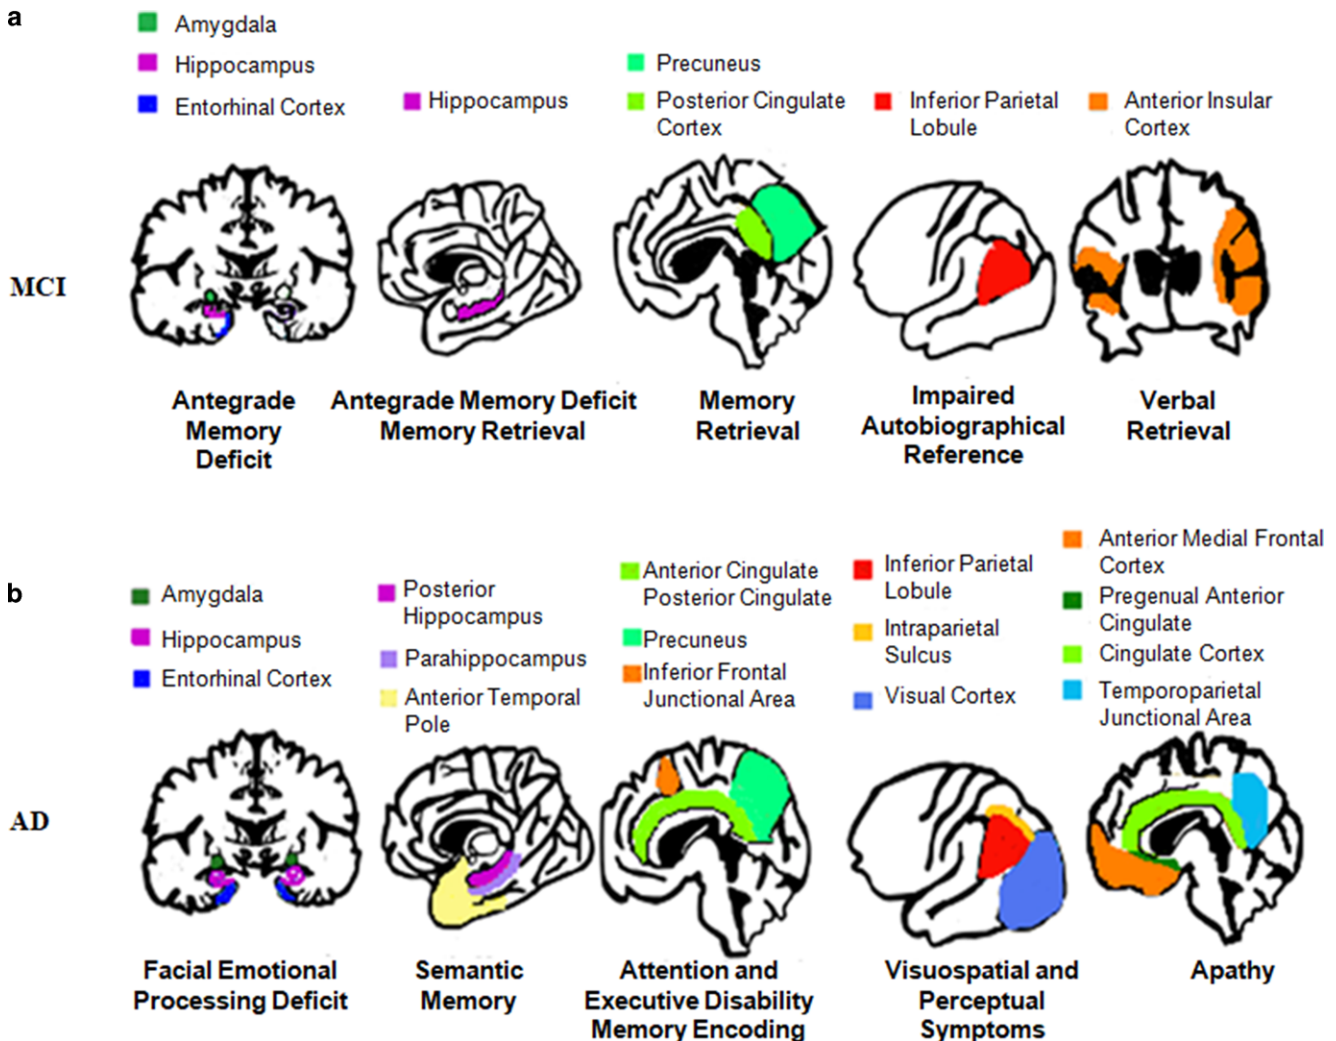 a
Amygdala
Hippocampus
Entorhinal Cortex
Hippocampus
Precuneus
Posterior Cingulate
Cortex
Inferior Parietal
Lobule
Anterior Insular
Cortex
MCI
Antegrade
Memory
Deficit
Antegrade Memory Deficit
Memory Retrieval
Memory
Retrieval
Impaired
Autobiographical
Reference
Verbal
Retrieval
b
Amygdala
Hippocampus
Entorhinal Cortex
Posterior
Hippocampus
Parahippocampus
Anterior Temporal
Pole
Anterior Cingulate
Posterior Cingulate
Precuneus
Inferior Frontal
Junctional Area
Inferior Parietal
Lobule
Intraparietal
Sulcus
Visual Cortex
Anterior Medial Frontal
Cortex
Pregenual Anterior
Cingulate
Cingulate Cortex
Temporoparietal
Junctional Area
AD
Facial Emotional
Processing Deficit
Semantic
Memory
Attention and
Executive Disability
Memory Encoding
Visuospatial and
Perceptual
Symptoms
Apathy